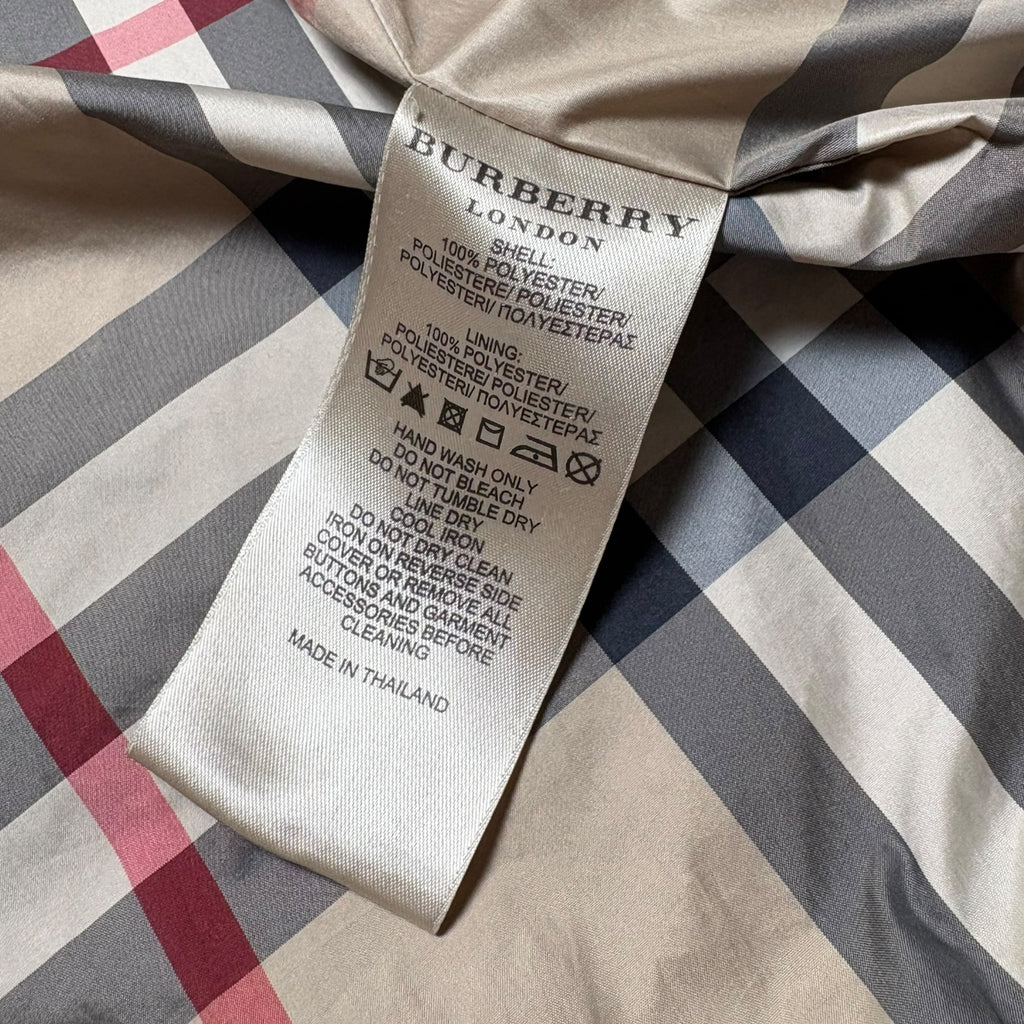 BURBERRY
LONDON
SHELL:
100% POLYESTER/
POLIESTERE/ POLIESTER/
POLYESTERI/ ΠΟΛΥΕΣΤΕΡΑΣ
LINING:
100% POLYESTER/
POLIESTERE/ POLIESTER/
POLYESTERI/ ΠΟΛΥΕΣΤΕΡΑΣ
HAND WASH ONLY
DO NOT BLEACH
DO NOT TUMBLE DRY
LINE DRY
COOL IRON
DO NOT DRY CLEAN
IRON ON REVERSE SIDE
COVER OR REMOVE ALL
BUTTONS AND GARMENT
ACCESSORIES BEFORE
CLEANING
MADE IN THAILAND